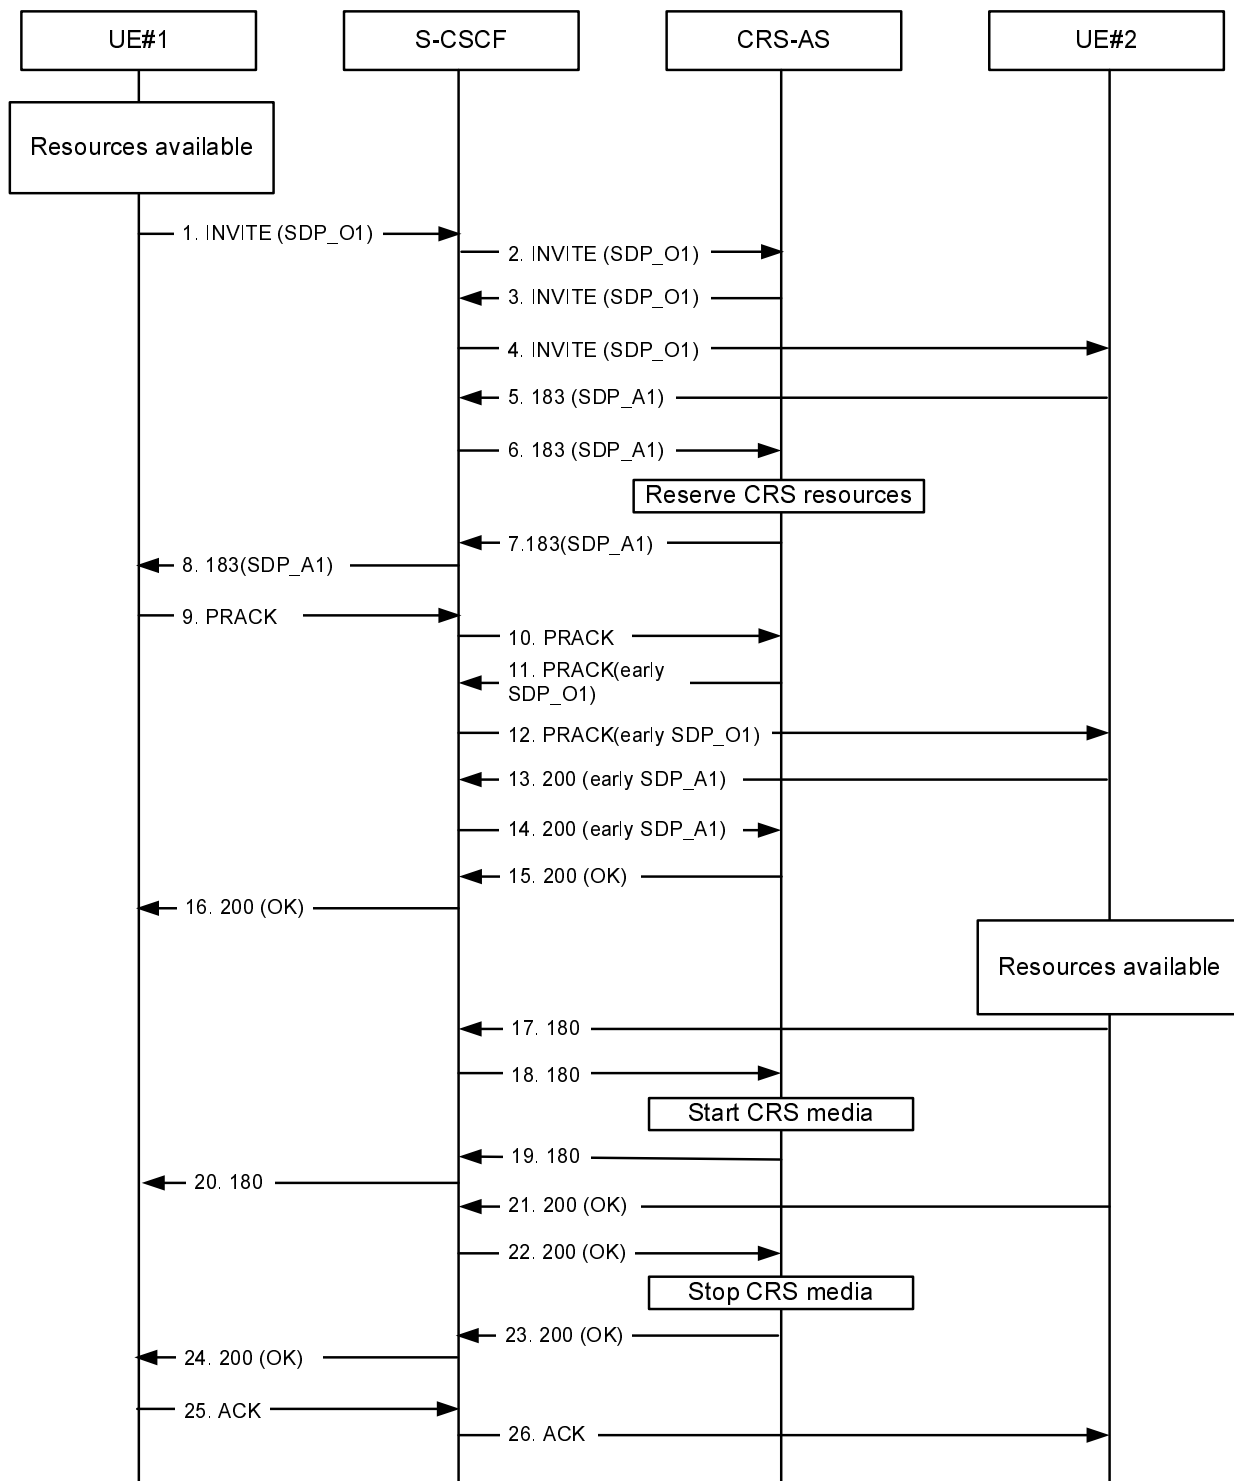 UE#1
S-CSCF
CRS-AS
UE#2
Resources available
1. INVITE (SDP_O1)
2. INVITE (SDP_O1)
3. INVITE (SDP_O1)
4. INVITE (SDP_O1)
5. 183 (SDP_A1)
6. 183 (SDP_A1)
Reserve CRS resources
7.183(SDP_A1)
8. 183(SDP_A1)
9. PRACK
10. PRACK
11. PRACK(early
SDP_O1)
12. PRACK(early SDP_O1)
13. 200 (early SDP_A1)
14. 200 (early SDP_A1)
15. 200 (OK)
16. 200 (OK)
Resources available
17. 180
18. 180
Start CRS media
19. 180
20. 180
21. 200 (OK)
22. 200 (OK)
Stop CRS media
23. 200 (OK)
24. 200 (OK)
25. ACK
26. ACK